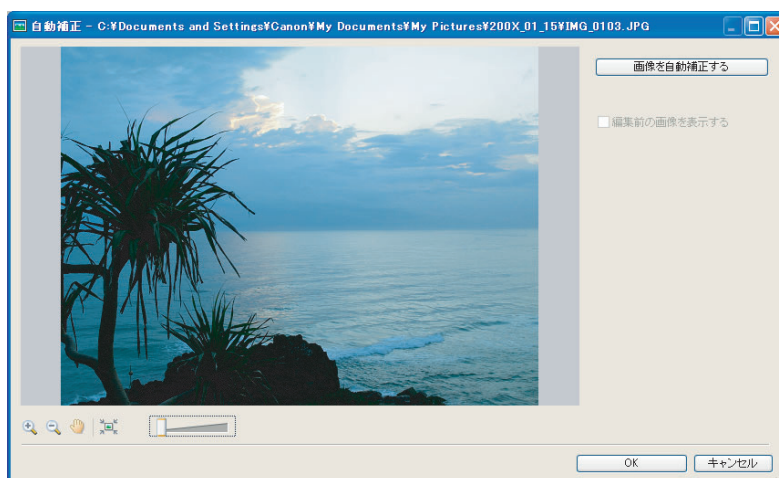 自動補正 - C:¥Documents and Settings¥Canon¥My Documents¥My Pictures¥200X_01_15¥IMG_0103.JPG
画像を自動補正する
編集前の画像を表示する
OK
キャンセル